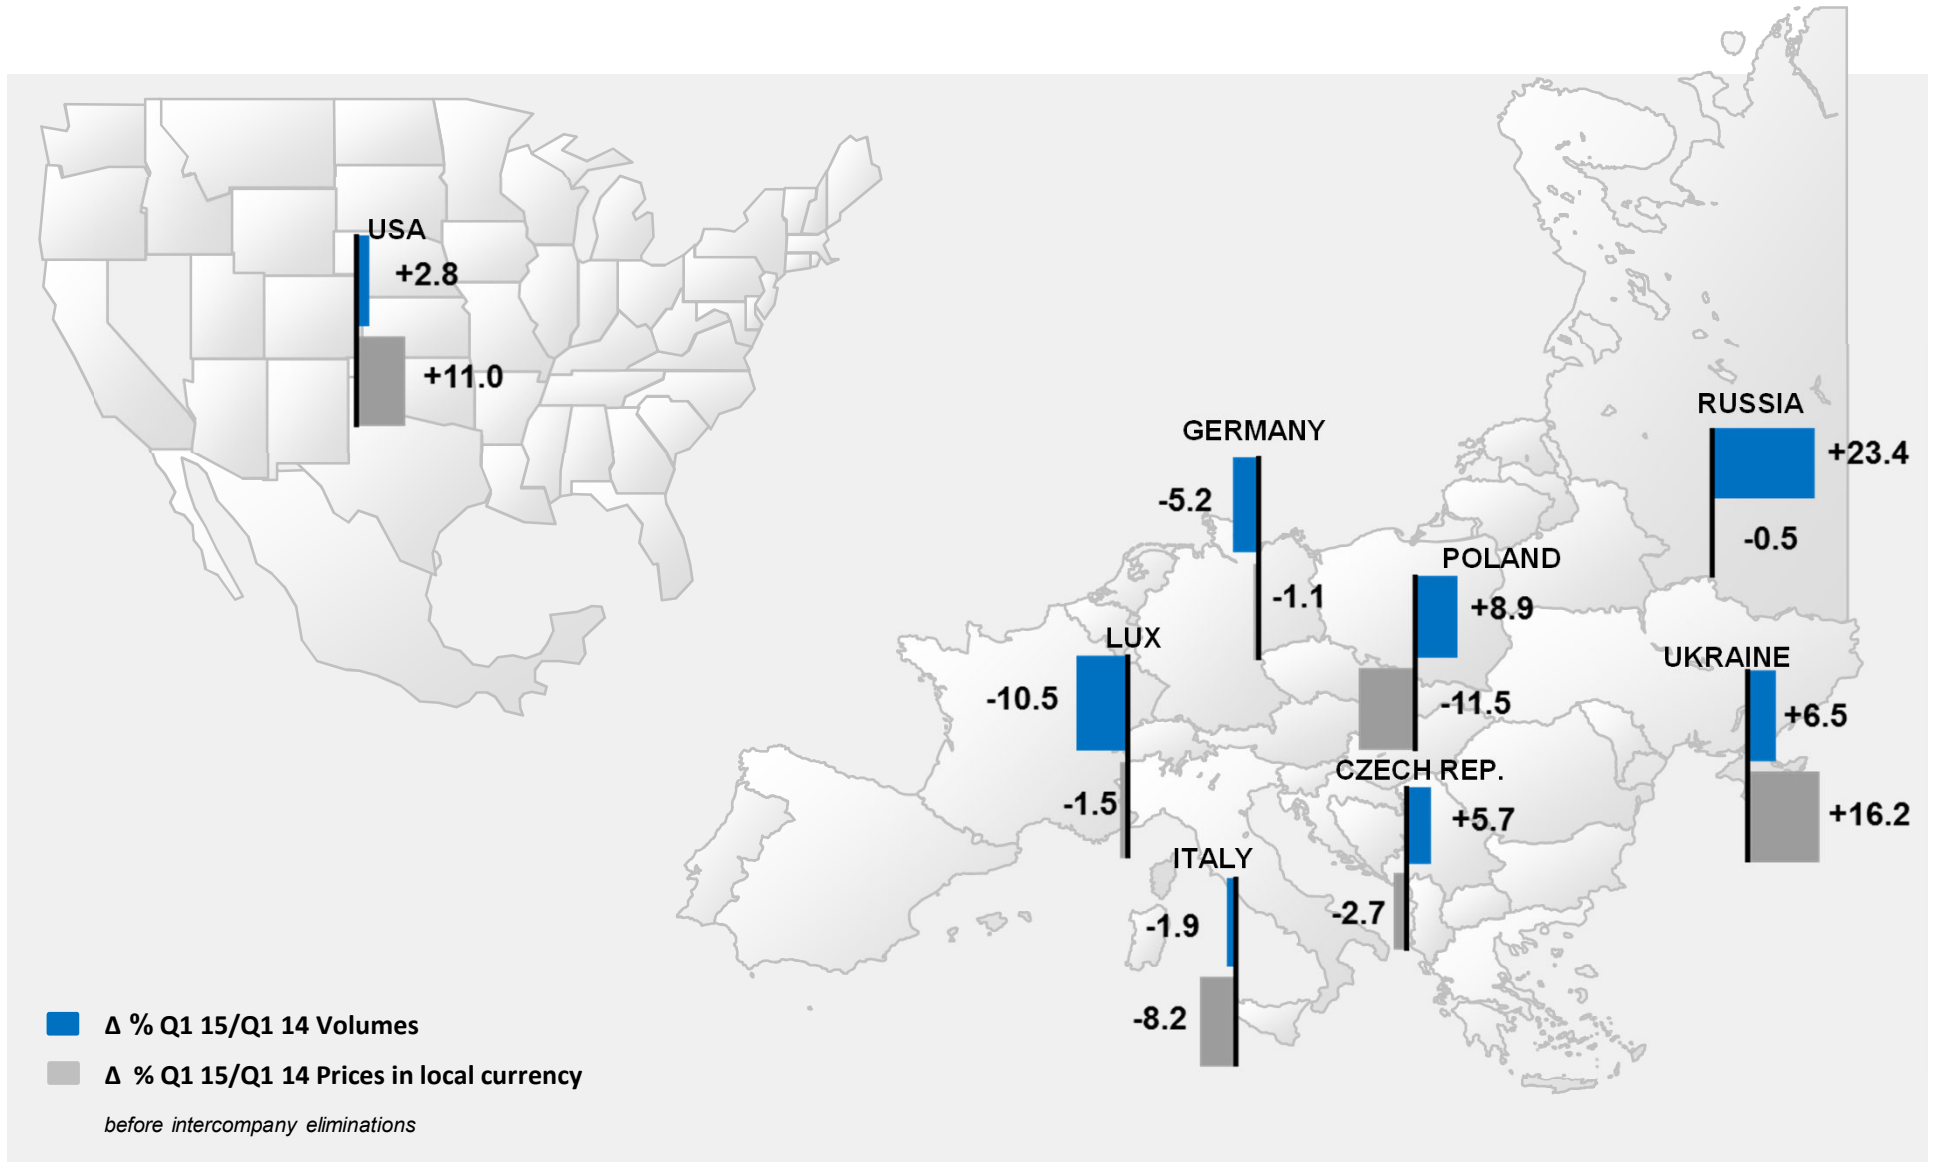 USA
+2.8
+11.0
RUSSIA
+23.4
-0.5
GERMANY
-5.2
-1.1
POLAND
+8.9
-11.5
LUX
-10.5
-1.5
UKRAINE
+6.5
+16.2
CZECH REP.
+5.7
-2.7
ITALY
-1.9
-8.2
Δ % Q1 15/Q1 14 Volumes
Δ % Q1 15/Q1 14 Prices in local currency
before intercompany eliminations